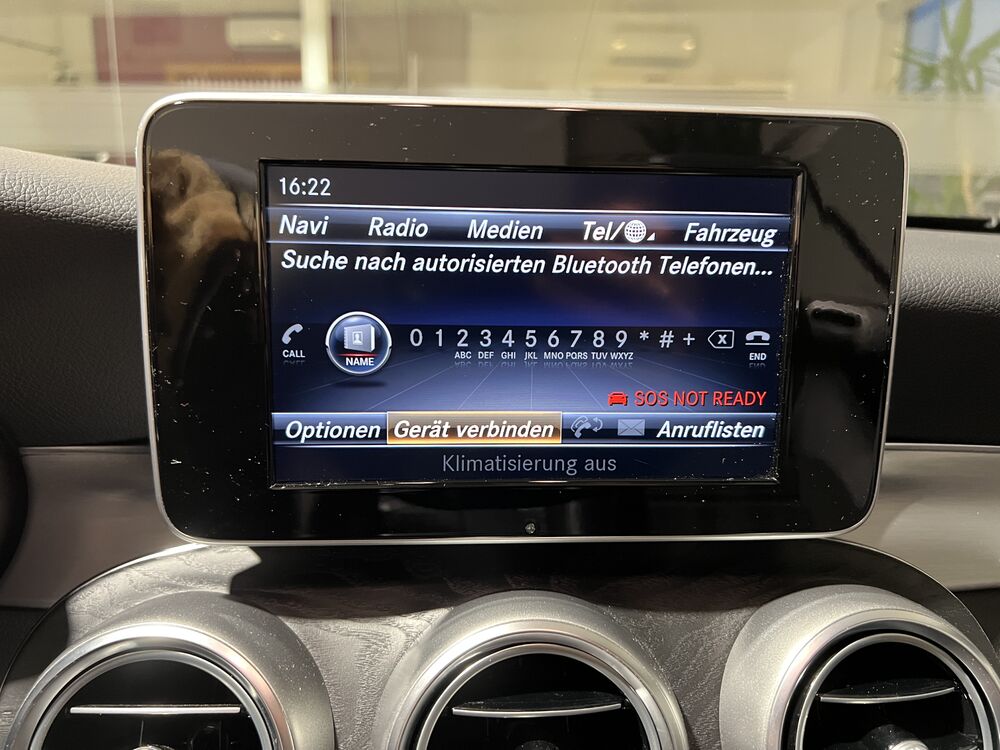 16:22
Navi Radio Medien Tel/ Fahrzeug
Suche nach autorisierten Bluetooth Telefonen...
CALL NAME 0 1 2 3 4 5 6 7 8 9 * # + X END
ABC DEF GHI JKL MNO PQRS TUV WXYZ
SOS NOT READY
Optionen Gerät verbinden Anruflisten
Klimatisierung aus